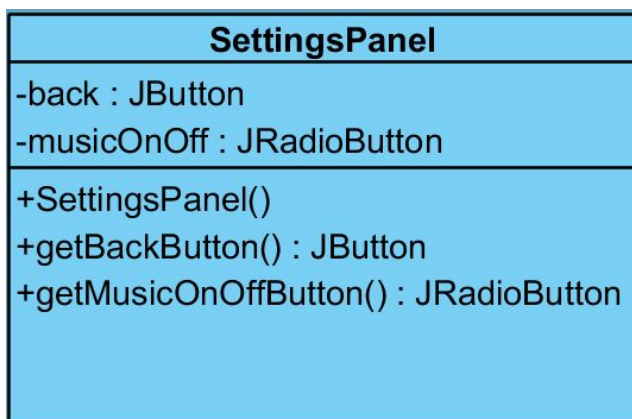 SettingsPanel
-back : JButton
-musicOnOff : JRadioButton
+SettingsPanel()
+getBackButton() : JButton
+getMusicOnOffButton() : JRadioButton